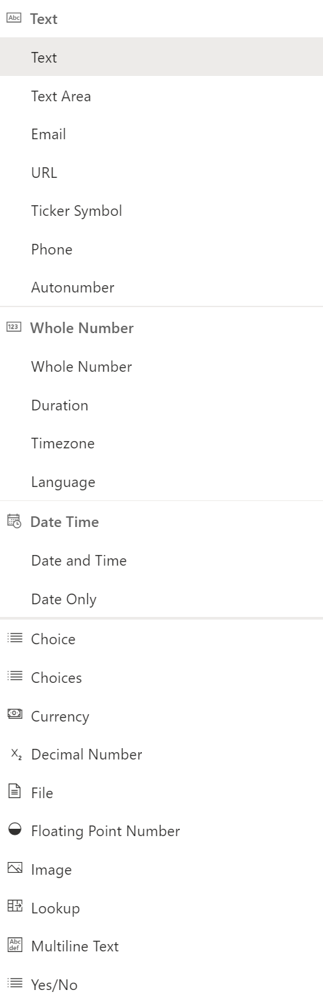 Abc Text
Text
Text Area
Email
URL
Ticker Symbol
Phone
Autonumber
123 Whole Number
Whole Number
Duration
Timezone
Language
Date Time
Date and Time
Date Only
Choice
Choices
Currency
X2 Decimal Number
File
Floating Point Number
Image
Lookup
Abc def Multiline Text
Yes/No